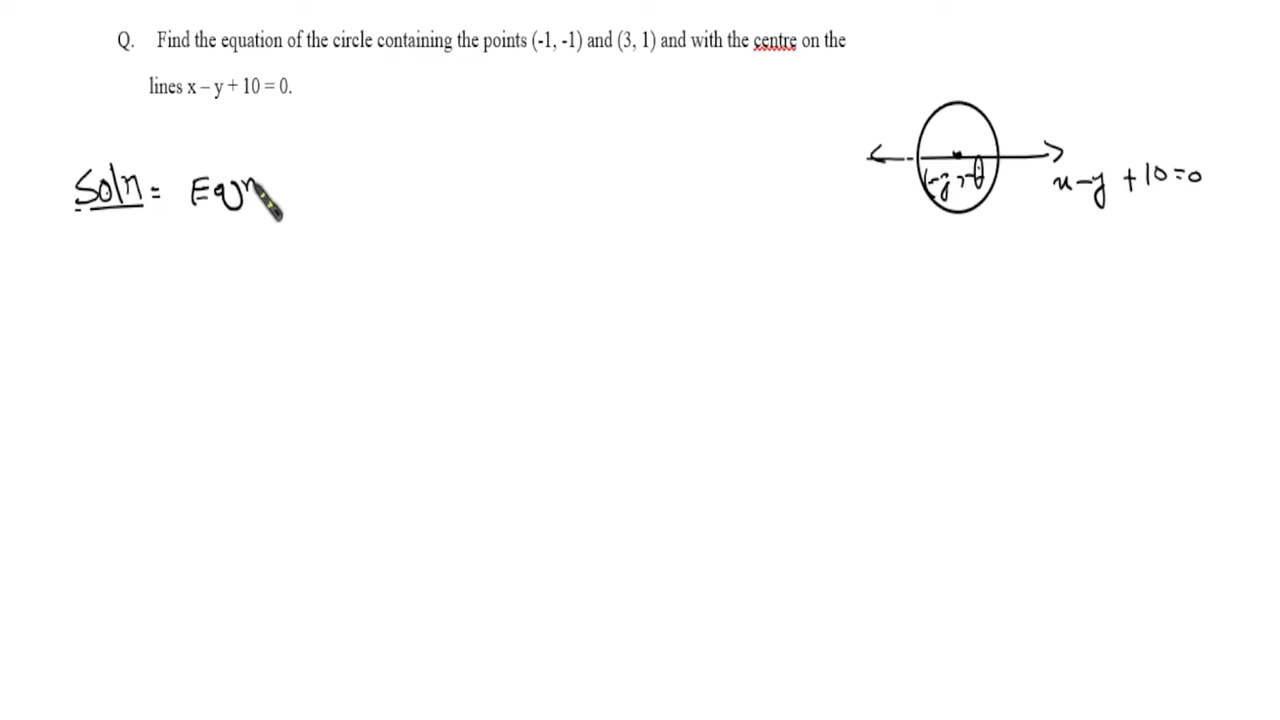 Q. Find the equation of the circle containing the points (-1, -1) and (3, 1) and with the centre on the
lines x – y + 10 = 0.
(-g, -f)
x-y +10=0
Soln = Eqn